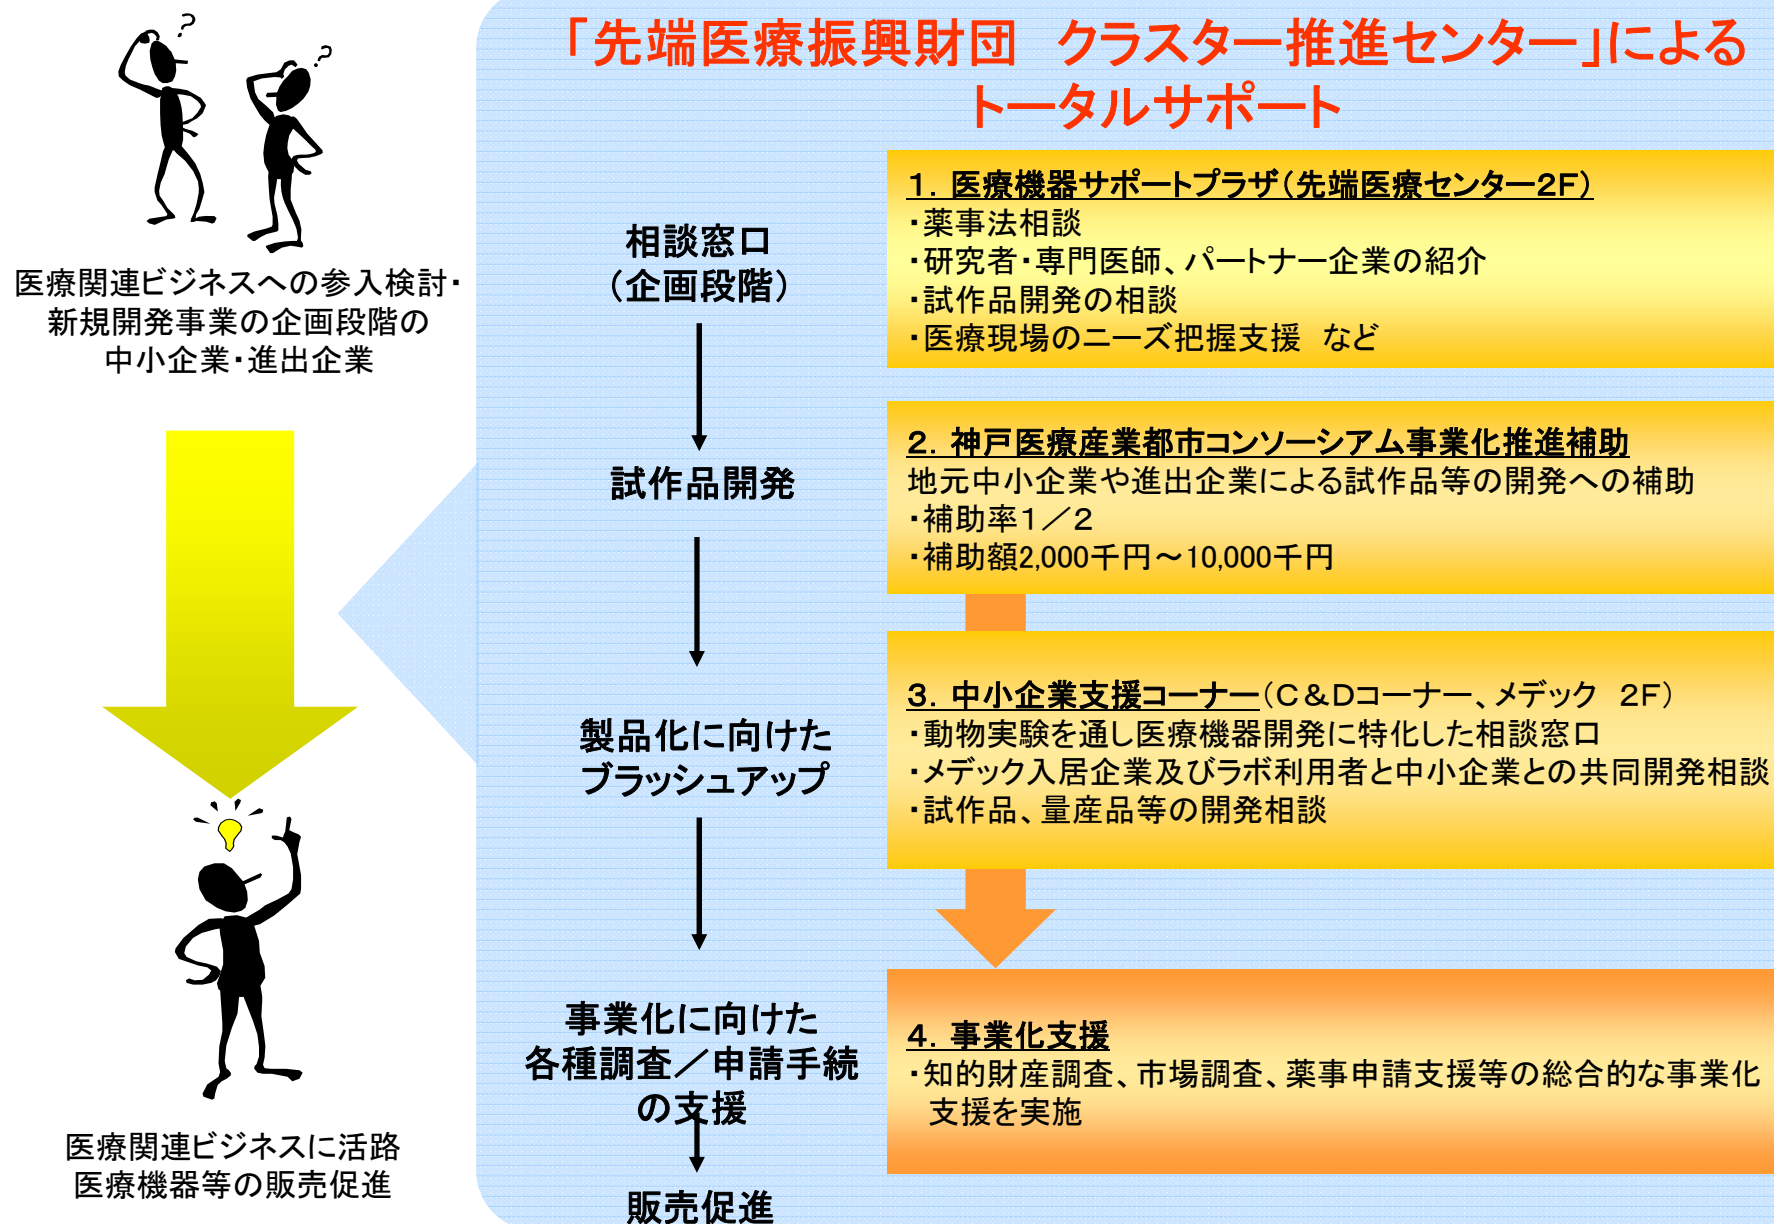 「先端医療振興財団　クラスター推進センター」による
トータルサポート
?
?
医療関連ビジネスへの参入検討・
新規開発事業の企画段階の
中小企業・進出企業
医療関連ビジネスに活路
医療機器等の販売促進
相談窓口
（企画段階）
試作品開発
製品化に向けた
ブラッシュアップ
事業化に向けた
各種調査／申請手続
の支援
販売促進
１．医療機器サポートプラザ（先端医療センター２Ｆ）
・薬事法相談
・研究者・専門医師、パートナー企業の紹介
・試作品開発の相談
・医療現場のニーズ把握支援　など
２．神戸医療産業都市コンソーシアム事業化推進補助
地元中小企業や進出企業による試作品等の開発への補助
・補助率１／２
・補助額2,000千円～10,000千円
３．中小企業支援コーナー（Ｃ＆Ｄコーナー、メデック　２Ｆ）
・動物実験を通し医療機器開発に特化した相談窓口
・メデック入居企業及びラボ利用者と中小企業との共同開発相談
・試作品、量産品等の開発相談
４．事業化支援
・知的財産調査、市場調査、薬事申請支援等の総合的な事業化
支援を実施